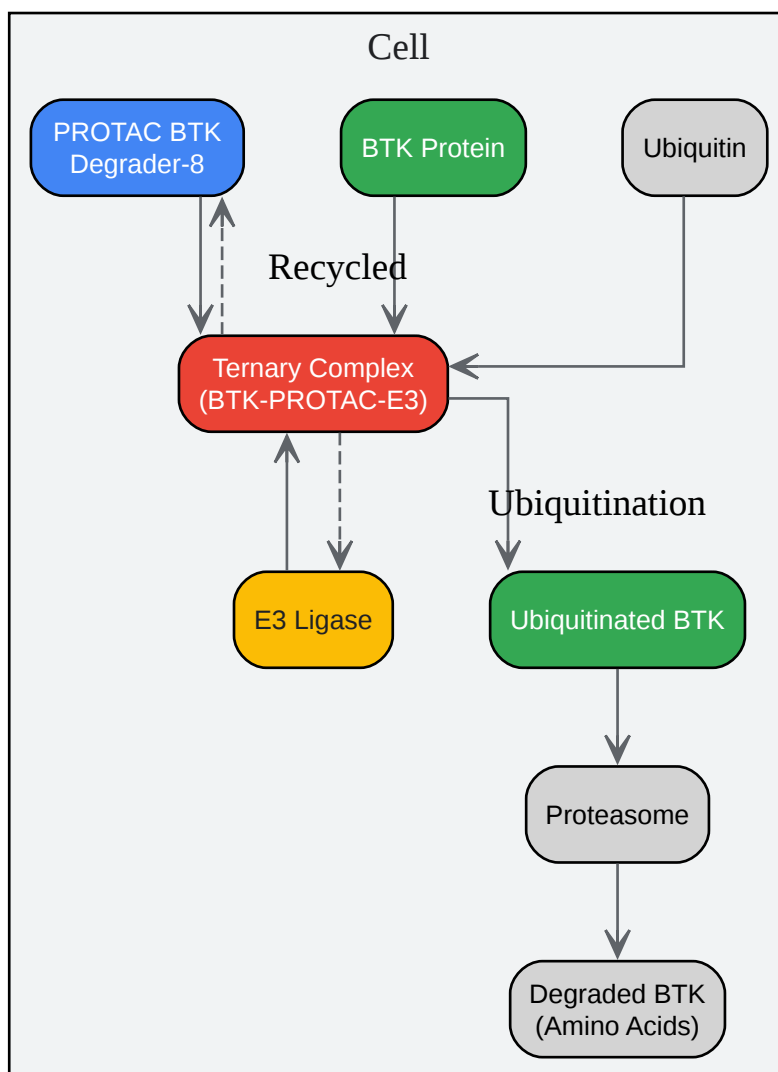 Cell
PROTAC BTK
Degrader-8
BTK Protein
Ubiquitin
Recycled
Ternary Complex
(BTK-PROTAC-E3)
Ubiquitination
E3 Ligase
Ubiquitinated BTK
Proteasome
Degraded BTK
(Amino Acids)